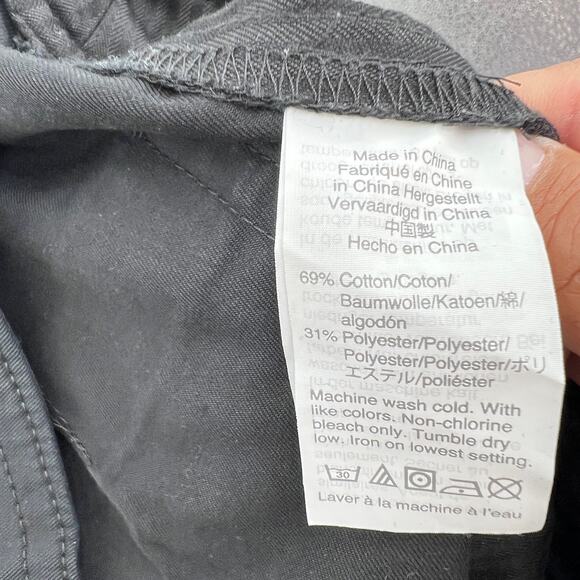 Made in China
Fabriqué en Chine
in China Hergestellt
Vervaardigd in China
中国製
Hecho en China
69% Cotton/Coton/
Baumwolle/Katoen/綿/
algodón
31% Polyester/Polyester/
Polyester/Polyester/ポリ
エステル/poliéster
Machine wash cold. With
like colors. Non-chlorine
bleach only. Tumble dry
low. Iron on lowest setting.
30
Laver à la machine à l'eau